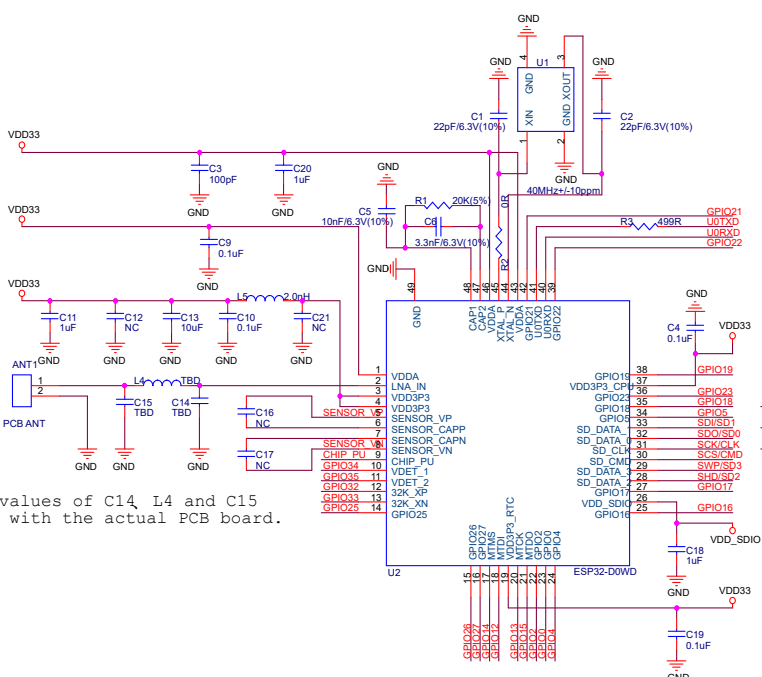 GND
4
3
U1
GND
GND XOUT
XIN
1
2
GND
GND
GND
C1
22pF/6.3V(10%)
C2
22pF/6.3V(10%)
40MHz+/-10ppm
VDD33
C3
100pF
C20
1uF
GND
GND
GND
C5
10nF/6.3V(10%)
R1
20K(5%)
C6
3.3nF/6.3V(10%)
0R
R2
R3
499R
GPIO21
U0TXD
U0RXD
GPIO22
VDD33
C9
0.1uF
GND
GND
VDD33
L5
2.0nH
C11
1uF
C12
NC
C13
10uF
C10
0.1uF
C21
NC
GND
GND
GND
GND
GND
49
GND
48
47
46
45
44
43
42
41
40
39
CAP1
CAP2
VDDA
XTAL_P
XTAL_N
VDDA
GPIO21
U0TXD
U0RXD
GPIO22
GND
C4
0.1uF
VDD33
ANT1
1
2
PCB ANT
L4
TBD
C15
TBD
C14
TBD
GND
GND
GND
C16
NC
C17
NC
SENSOR_VP
SENSOR_VN
CHIP_PU
GPIO34
GPIO35
GPIO32
GPIO33
GPIO25
1 VDDA
2 LNA_IN
3 VDD3P3
4 VDD3P3
5 SENSOR_VP
6 SENSOR_CAPP
7 SENSOR_CAPN
8 SENSOR_VN
9 CHIP_PU
10 VDET_1
11 VDET_2
12 32K_XP
13 32K_XN
14 GPIO25
GPIO19 38 GPIO19
VDD3P3_CPU 37
GPIO23 36 GPIO23
GPIO18 35 GPIO18
GPIO5 34 GPIO5
SD_DATA_1 33 SDI/SD1
SD_DATA_0 32 SDO/SD0
SD_CLK 31 SCK/CLK
SD_CMD 30 SCS/CMD
SD_DATA_3 29 SWP/SD3
SD_DATA_2 28 SHD/SD2
GPIO17 27 GPIO17
VDD_SDIO 26
GPIO16 25 GPIO16
values of C14, L4 and C15
with the actual PCB board.
VDD_SDIO
C18
1uF
GND
GPIO26
GPIO27
MTMS
MTDI
VDD3P3_RTC
MTCK
MTDO
GPIO2
GPIO0
GPIO4
U2
ESP32-D0WD
15
16
17
18
19
20
21
22
23
24
GPIO26
GPIO27
GPIO14
GPIO12
GPIO13
GPIO15
GPIO2
GPIO0
GPIO4
VDD33
C19
0.1uF
GND